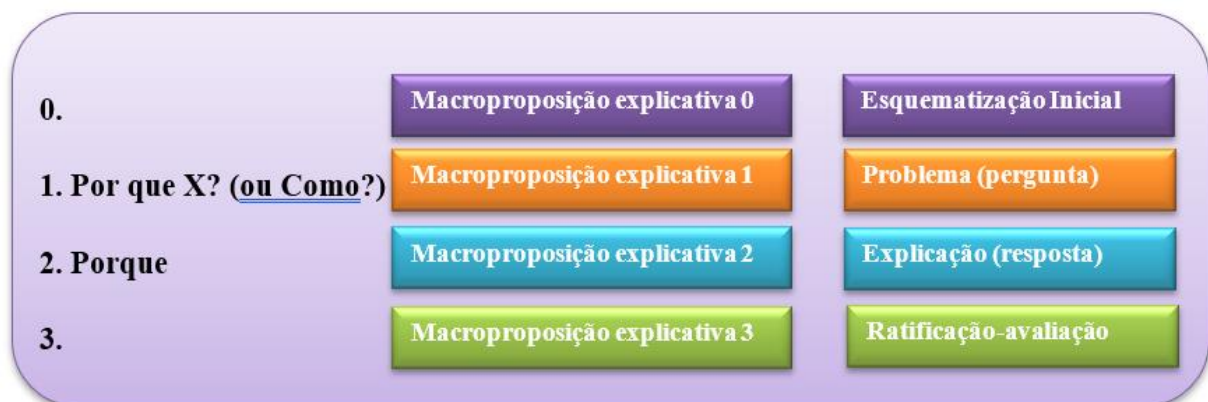 0. Macroproposição explicativa 0 Esquematização Inicial
1. Por que X? (ou Como?) Macroproposição explicativa 1 Problema (pergunta)
2. Porque Macroproposição explicativa 2 Explicação (resposta)
3. Macroproposição explicativa 3 Ratificação-avaliação